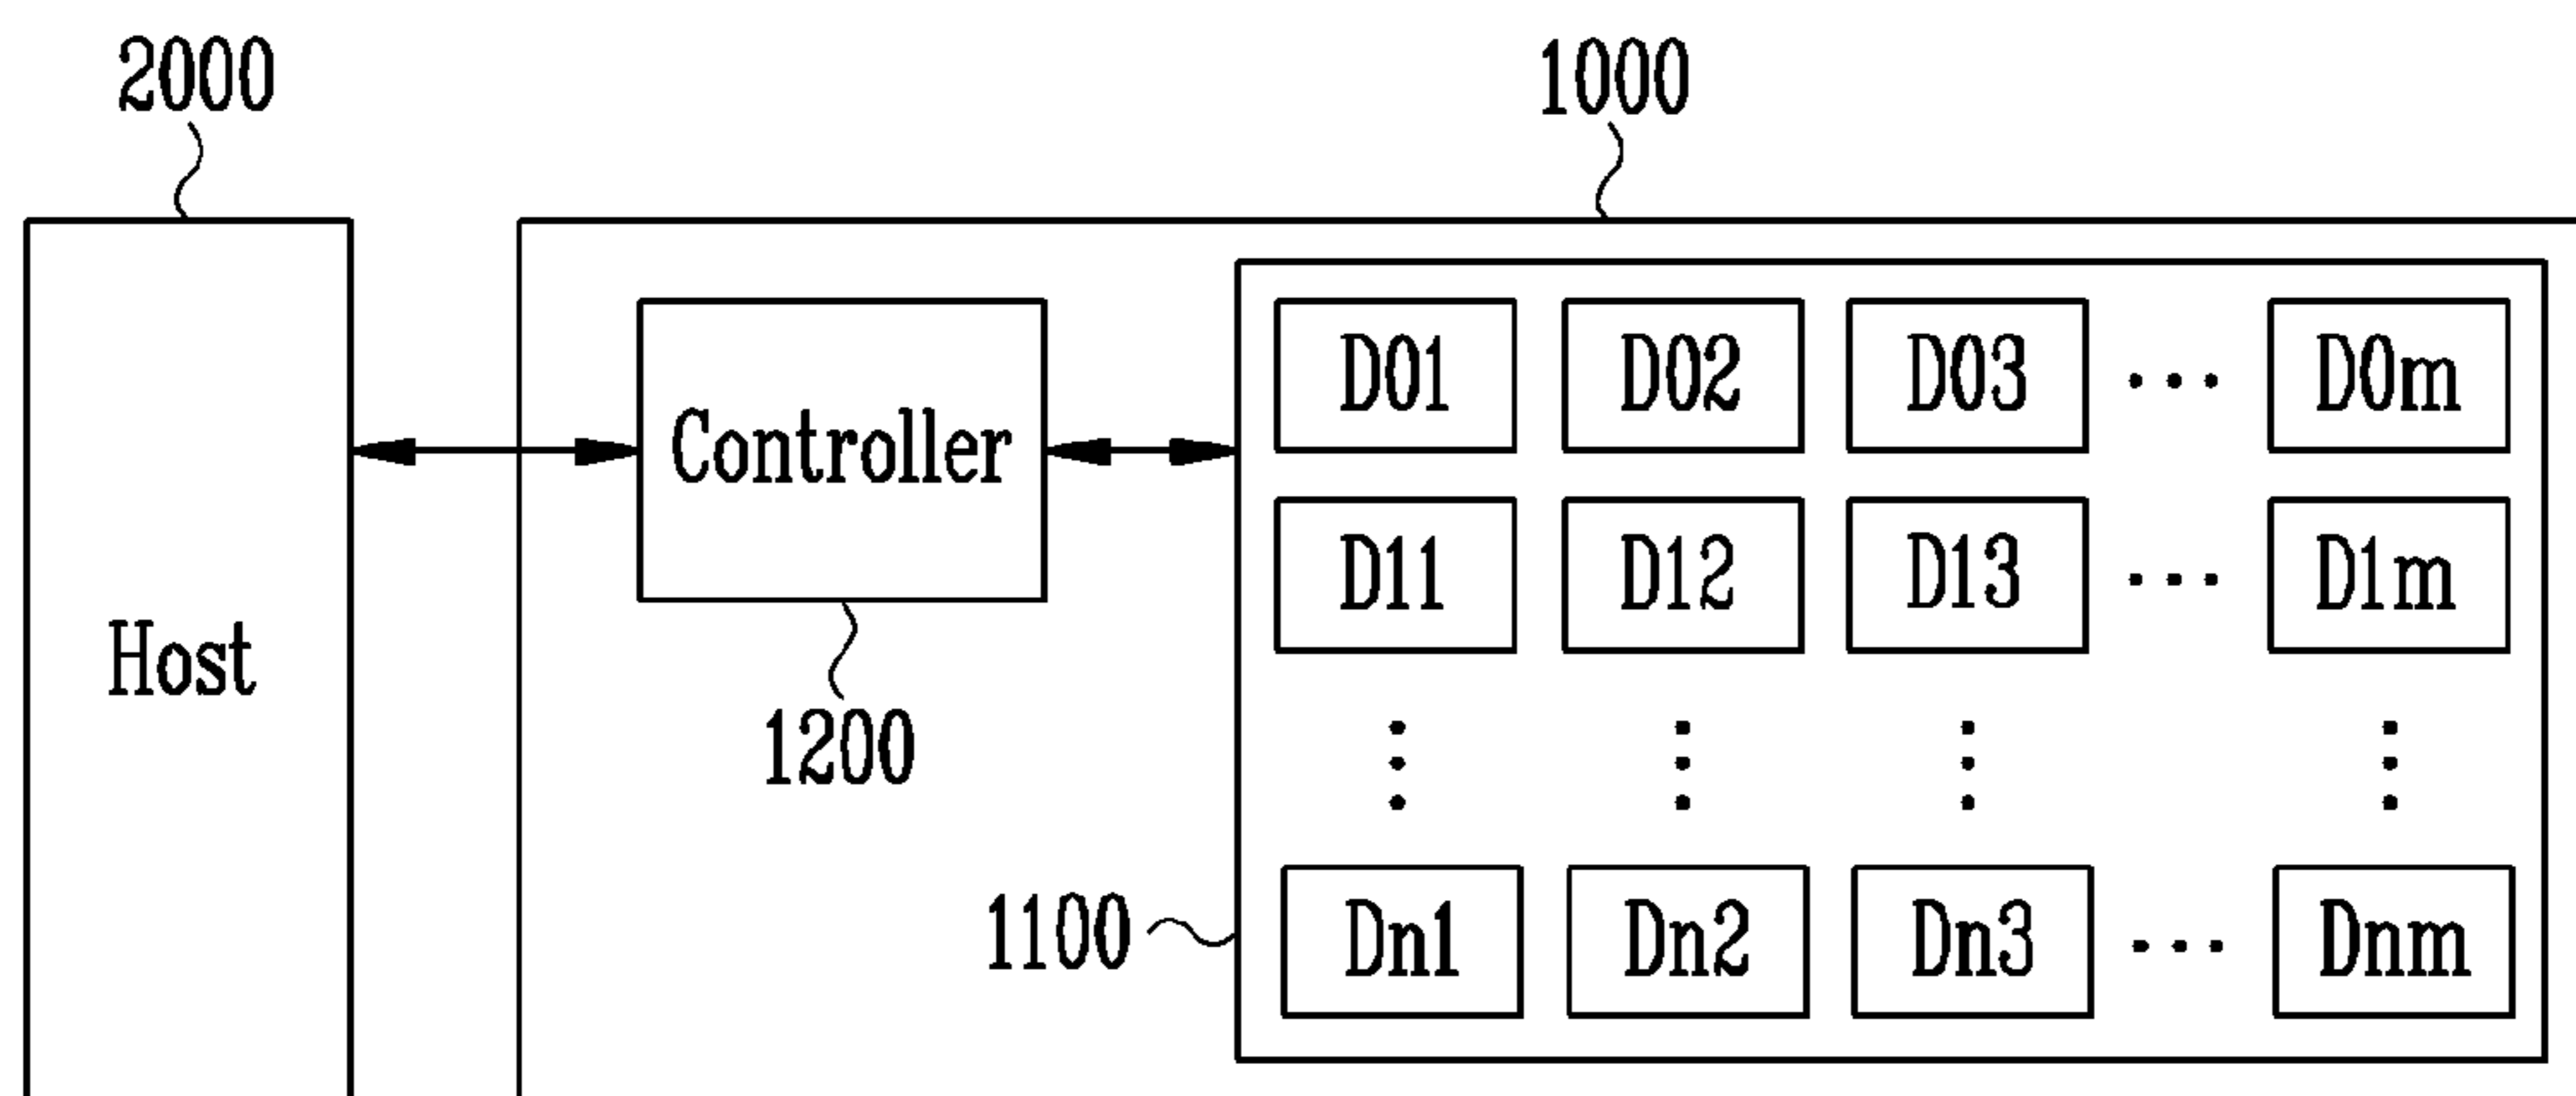 2000 1000
D01 D02 D03 ... D0m
Controller
D11 D12 D13 ... D1m
Host
1200
1100
Dn1 Dn2 Dn3 ... Dnm